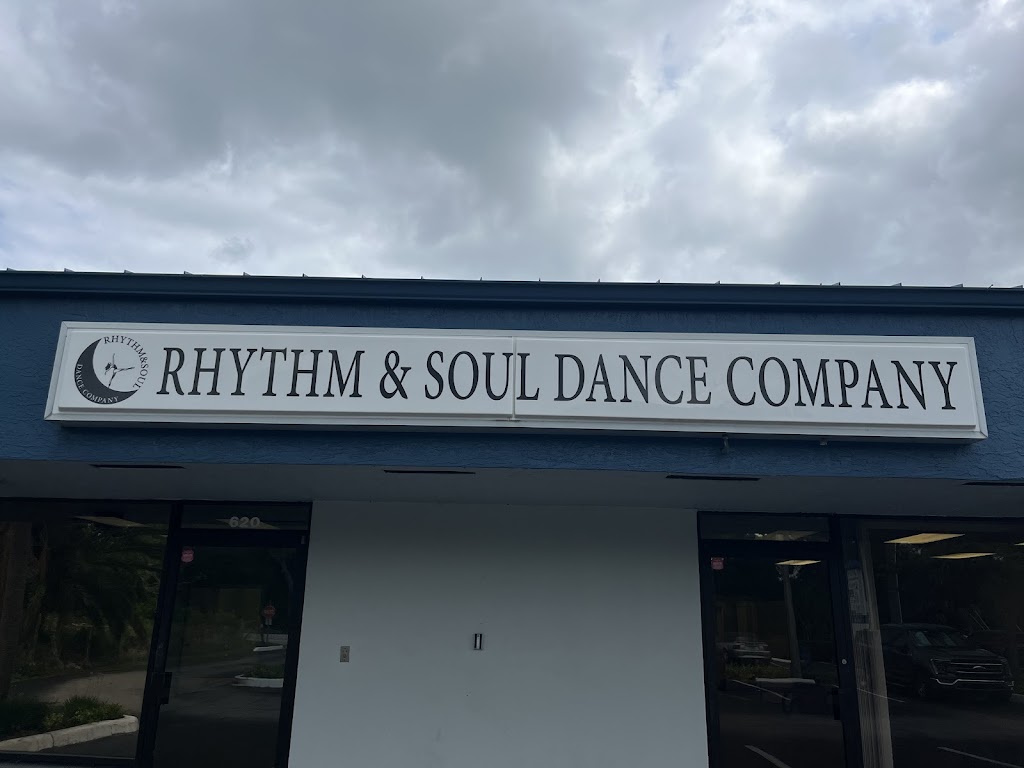 RHYTHM&SOUL
DANCE COMPANY
RHYTHM & SOUL DANCE COMPANY
620